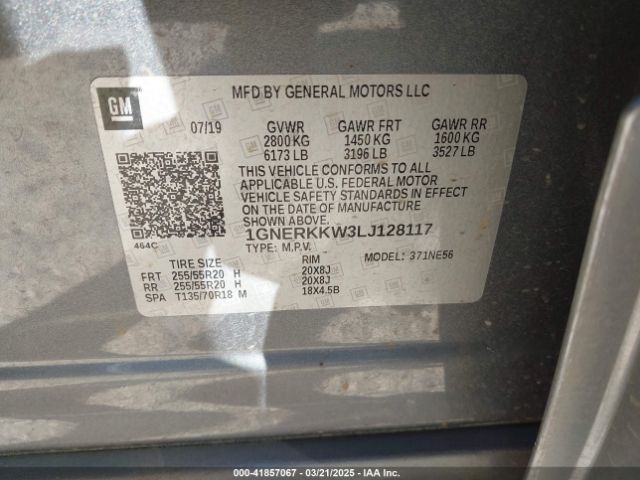 GM
MFD BY GENERAL MOTORS LLC
07/19 GVWR GAWR FRT GAWR RR
2800 KG 1450 KG 1600 KG
6173 LB 3196 LB 3527 LB
THIS VEHICLE CONFORMS TO ALL
APPLICABLE U.S. FEDERAL MOTOR
VEHICLE SAFETY STANDARDS IN EFFECT
ON THE DATE OF MANUFACTURE
SHOWN ABOVE.
464C
1GNERKKW3LJ128117
TYPE: M.P.V. MODEL: 371NE56
TIRE SIZE RIM
FRT 255/55R20 H 20X8J
RR 255/55R20 H 20X8J
SPA T135/70R18 M 18X4.5B
000-41857067 | 03/21/2025 | IAA Inc.